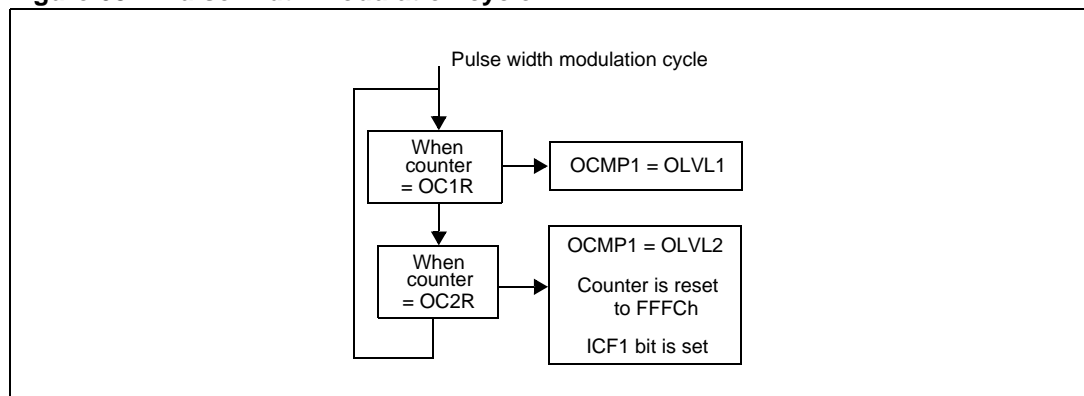 Pulse width modulation cycle
When
counter
= OC1R
OCMP1 = OLVL1
When
counter
= OC2R
OCMP1 = OLVL2
Counter is reset
to FFFCh
ICF1 bit is set